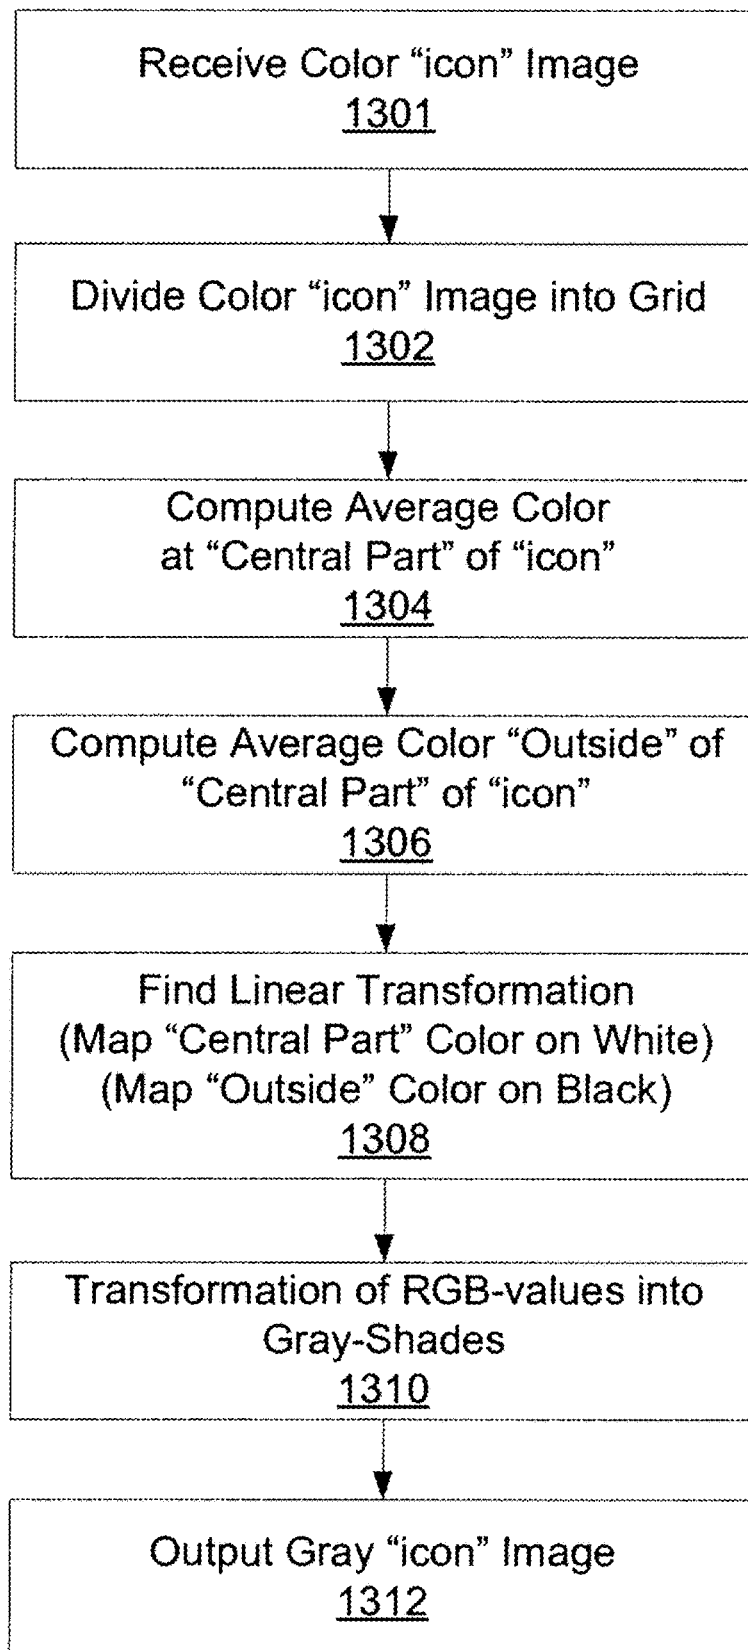 Receive Color “icon” Image
1301
Divide Color “icon” Image into Grid
1302
Compute Average Color
at “Central Part” of “icon”
1304
Compute Average Color “Outside” of
“Central Part” of “icon”
1306
Find Linear Transformation
(Map “Central Part” Color on White)
(Map “Outside” Color on Black)
1308
Transformation of RGB-values into
Gray-Shades
1310
Output Gray “icon” Image
1312